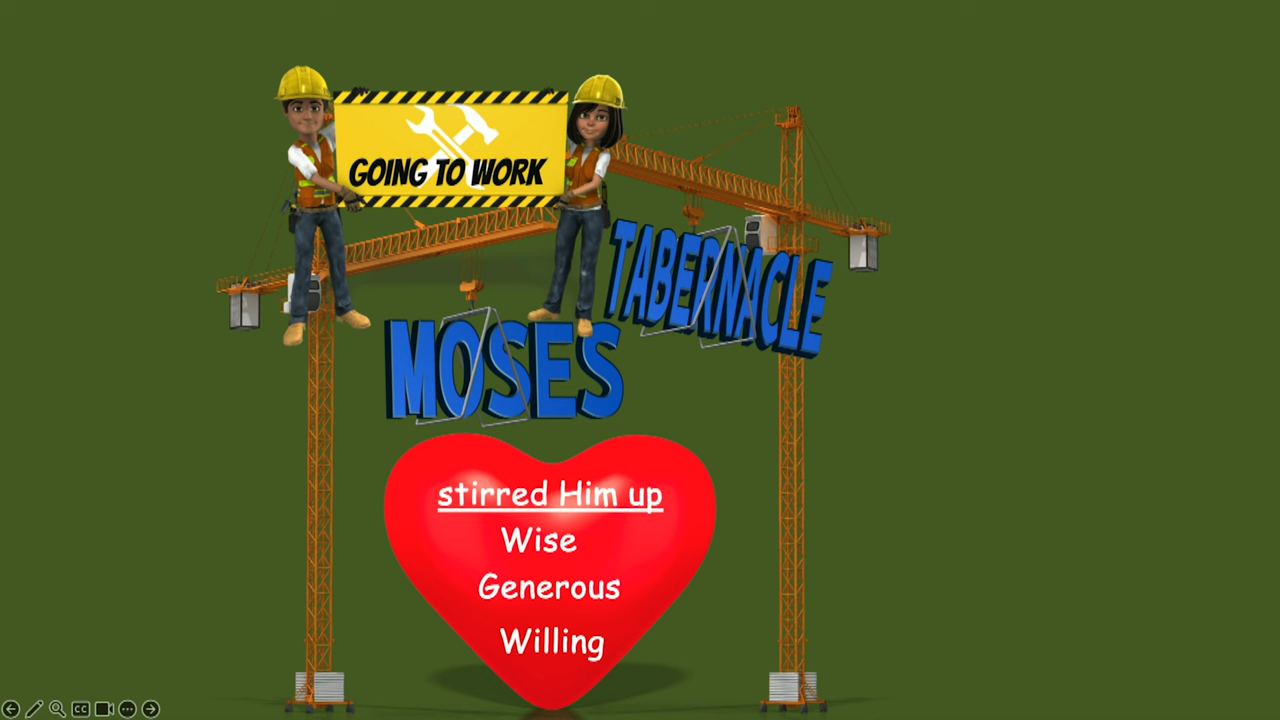 GOING TO WORK
TABERNACLE
MOSES
stirred Him up
Wise
Generous
Willing